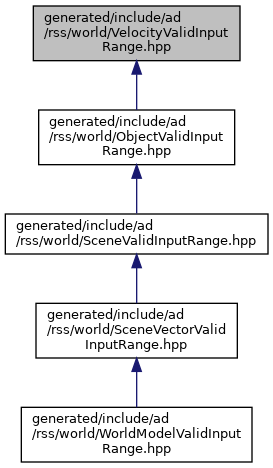 generated/include/ad
/rss/world/VelocityValidInput
Range.hpp
generated/include/ad
/rss/world/ObjectValidInput
Range.hpp
generated/include/ad
/rss/world/SceneValidInputRange.hpp
generated/include/ad
/rss/world/SceneVectorValid
InputRange.hpp
generated/include/ad
/rss/world/WorldModelValidInput
Range.hpp